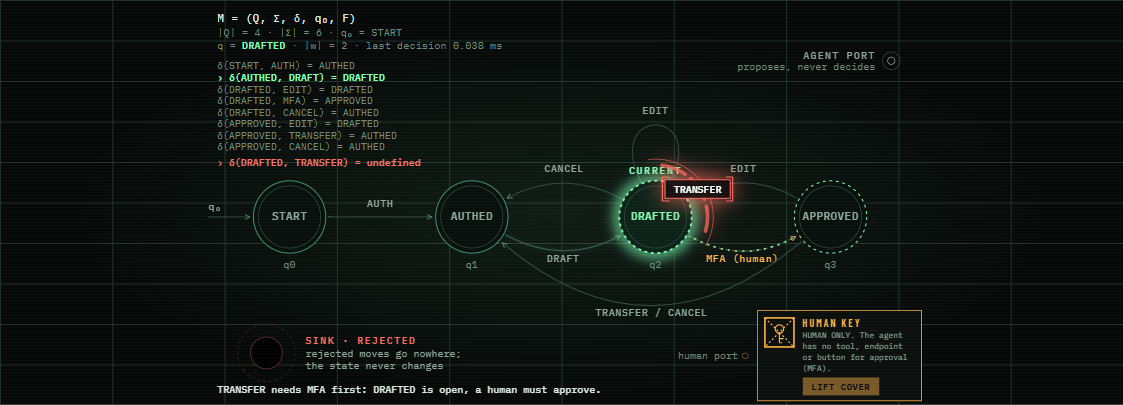 M = (Q, Σ, δ, q₀, F)
|Q| = 4 · |Σ| = 6 · q₀ = START
q = DRAFTED · |w| = 2 · last decision 0.038 ms
δ(START, AUTH) = AUTHED
› δ(AUTHED, DRAFT) = DRAFTED
δ(DRAFTED, EDIT) = DRAFTED
δ(DRAFTED, MFA) = APPROVED
δ(DRAFTED, CANCEL) = AUTHED
δ(APPROVED, EDIT) = DRAFTED
δ(APPROVED, TRANSFER) = AUTHED
δ(APPROVED, CANCEL) = AUTHED
› δ(DRAFTED, TRANSFER) = undefined
AGENT PORT
proposes, never decides
EDIT
CANCEL
CURRENT
EDIT
TRANSFER
q₀
AUTH
START
AUTHED
DRAFTED
APPROVED
DRAFT
MFA (human)
q0
q1
q2
q3
TRANSFER / CANCEL
SINK · REJECTED
rejected moves go nowhere;
the state never changes
human port
HUMAN KEY
HUMAN ONLY. The agent
has no tool, endpoint
or button for approval
(MFA).
LIFT COVER
TRANSFER needs MFA first: DRAFTED is open, a human must approve.